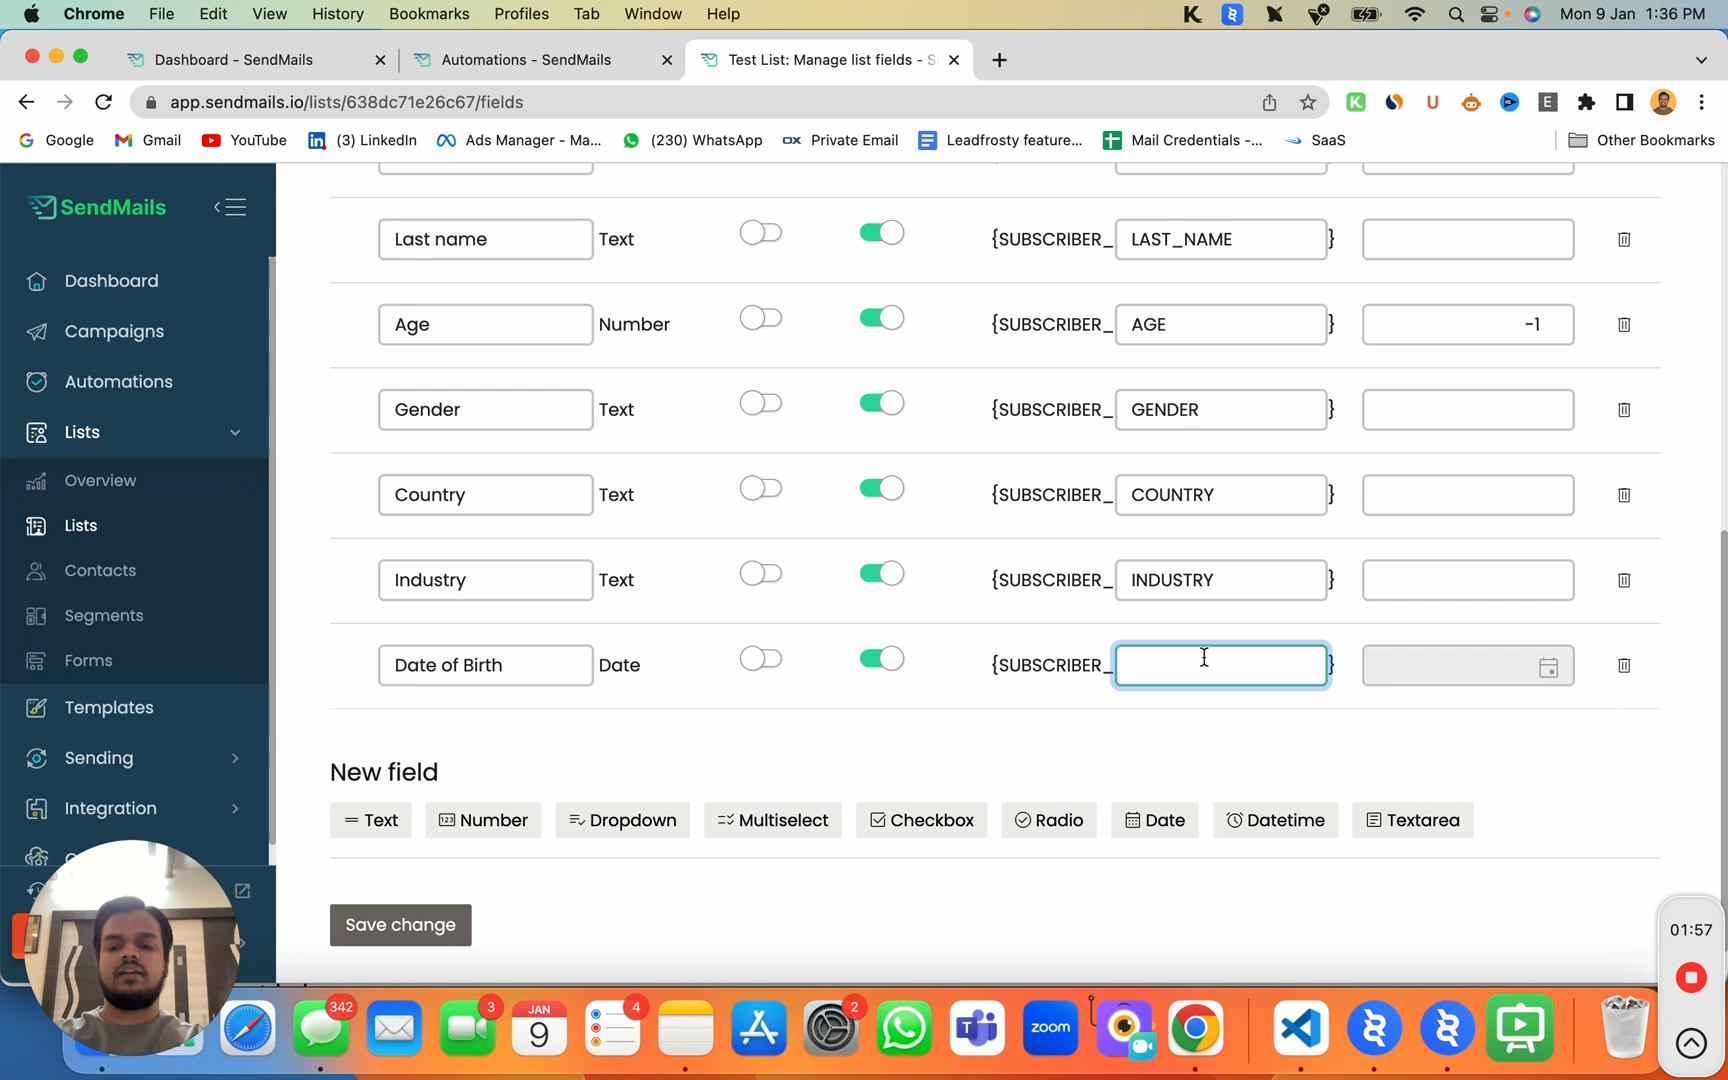 Chrome File Edit View History Bookmarks Profiles Tab Window Help Mon 9 Jan 1:36 PM
Dashboard - SendMails
Automations - SendMails
Test List: Manage list fields - S
app.sendmails.io/lists/638dc71e26c67/fields
Google Gmail YouTube (3) LinkedIn Ads Manager - Ma... (230) WhatsApp Private Email Leadfrosty feature... Mail Credentials -... SaaS Other Bookmarks
SendMails
Dashboard
Campaigns
Automations
Lists
Overview
Lists
Contacts
Segments
Forms
Templates
Sending
Integration
Last name Text {SUBSCRIBER_ LAST_NAME }
Age Number {SUBSCRIBER_ AGE } -1
Gender Text {SUBSCRIBER_ GENDER }
Country Text {SUBSCRIBER_ COUNTRY }
Industry Text {SUBSCRIBER_ INDUSTRY }
Date of Birth Date {SUBSCRIBER_ }
New field
Text Number Dropdown Multiselect Checkbox Radio Date Datetime Textarea
Save change
01:57
342
3
JAN
9
4
2
zoom